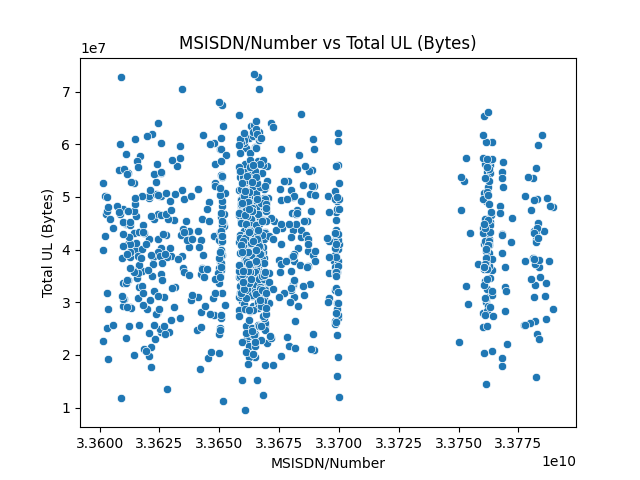 MSISDN/Number vs Total UL (Bytes)
1e7
7
6
5
4
3
2
1
Total UL (Bytes)
3.3600 3.3625 3.3650 3.3675 3.3700 3.3725 3.3750 3.3775
MSISDN/Number
1e10